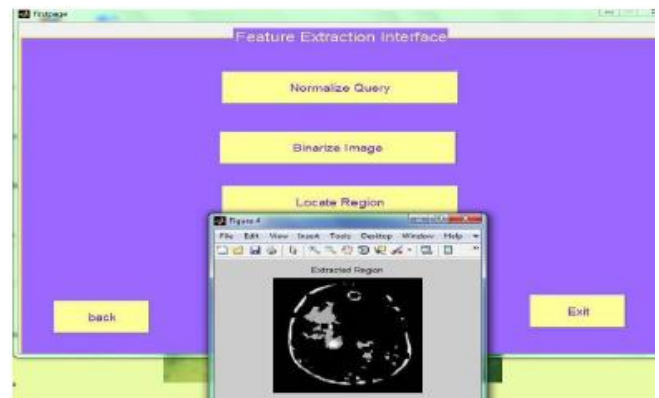 firstpage
Feature Extraction Interface
Normalize Query
Binarize Image
Locate Region
Figure 4
File Edit View Insert Tools Desktop Window Help
Extracted Region
back
Exit